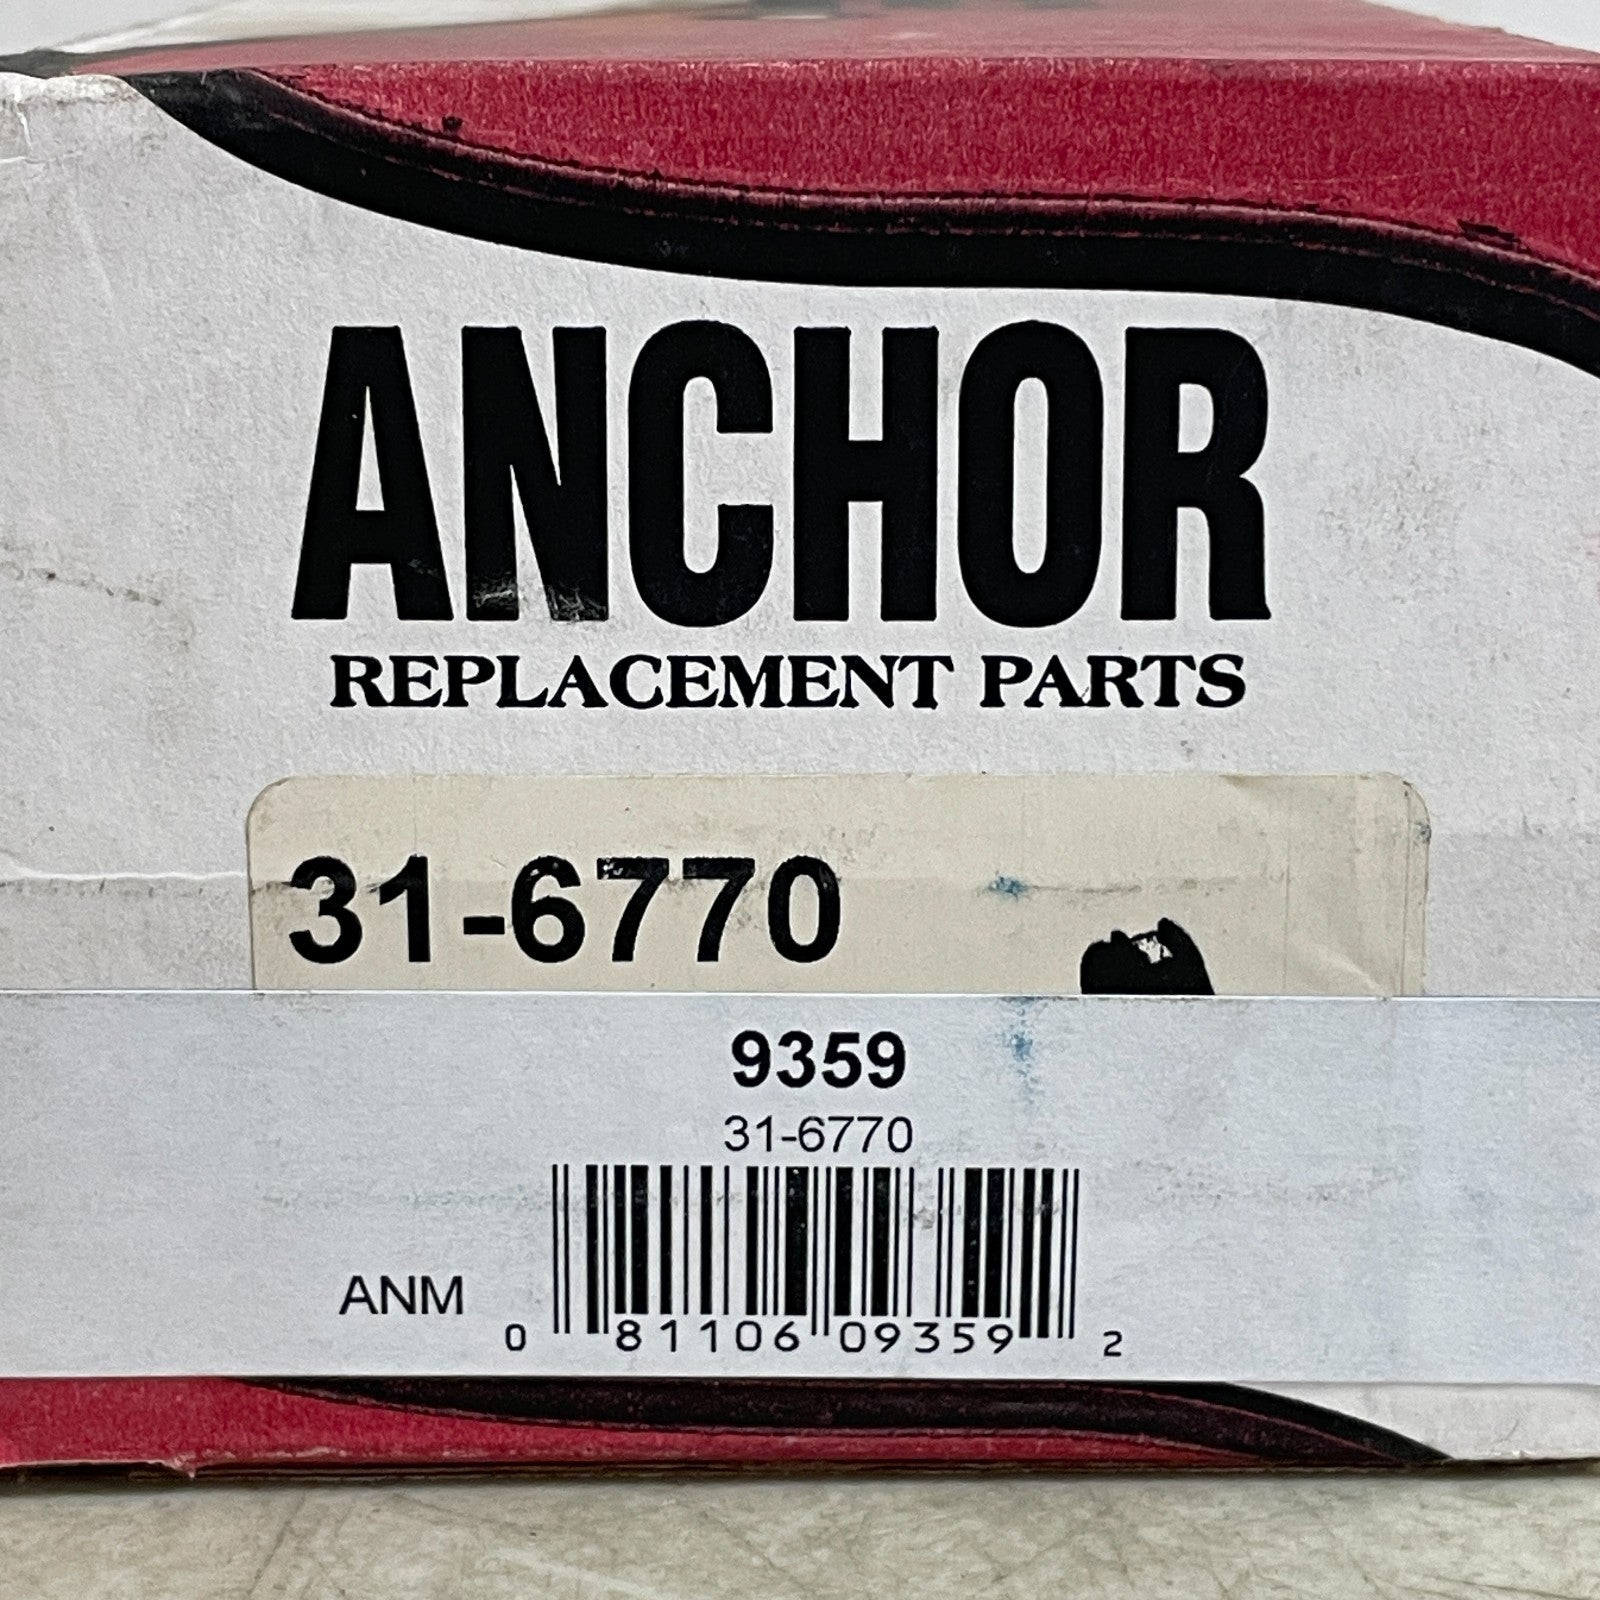 ANCHOR
REPLACEMENT PARTS
31-6770
9359
31-6770
ANM
0 81106 09359 2